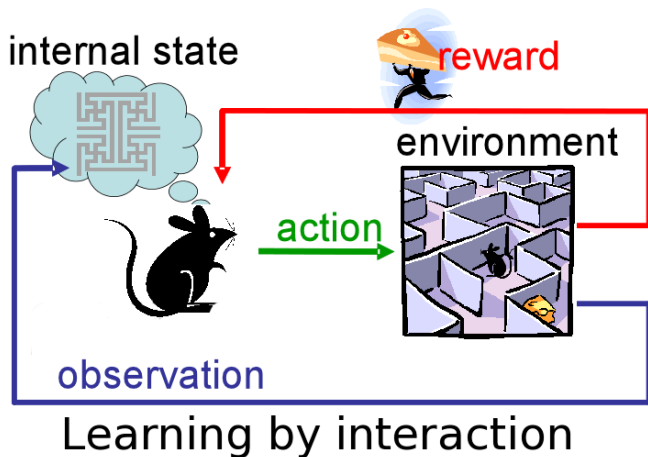 internal state
reward
environment
action
observation
Learning by interaction